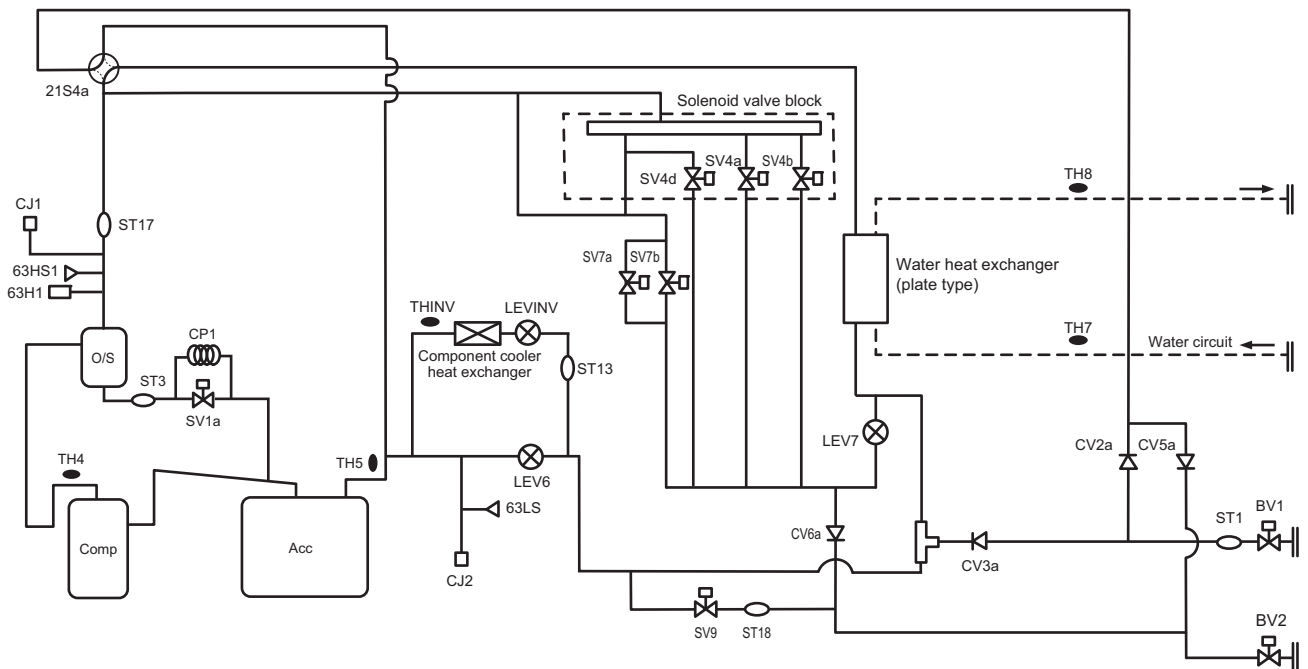 21S4a
Solenoid valve block
SV4a
SV4b
SV4d
TH8
CJ1
ST17
SV7a
SV7b
63HS1
63H1
Water heat exchanger
(plate type)
THINV
LEVINV
CP1
TH7
Water circuit
O/S
Component cooler
heat exchanger
ST13
ST3
SV1a
LEV7
CV2a
CV5a
TH4
TH5
LEV6
63LS
ST1
BV1
CV6a
Comp
Acc
CJ2
CV3a
SV9
ST18
BV2